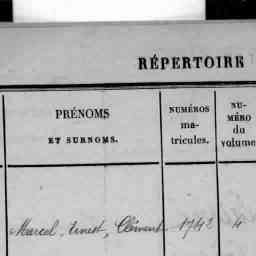 RÉPERTOIRE
PRÉNOMS
ET SURNOMS.
NUMÉROS
ma-
tricules.
NU-
MÉRO
du
volume
Marcel, Ernest, Clément 1742 4